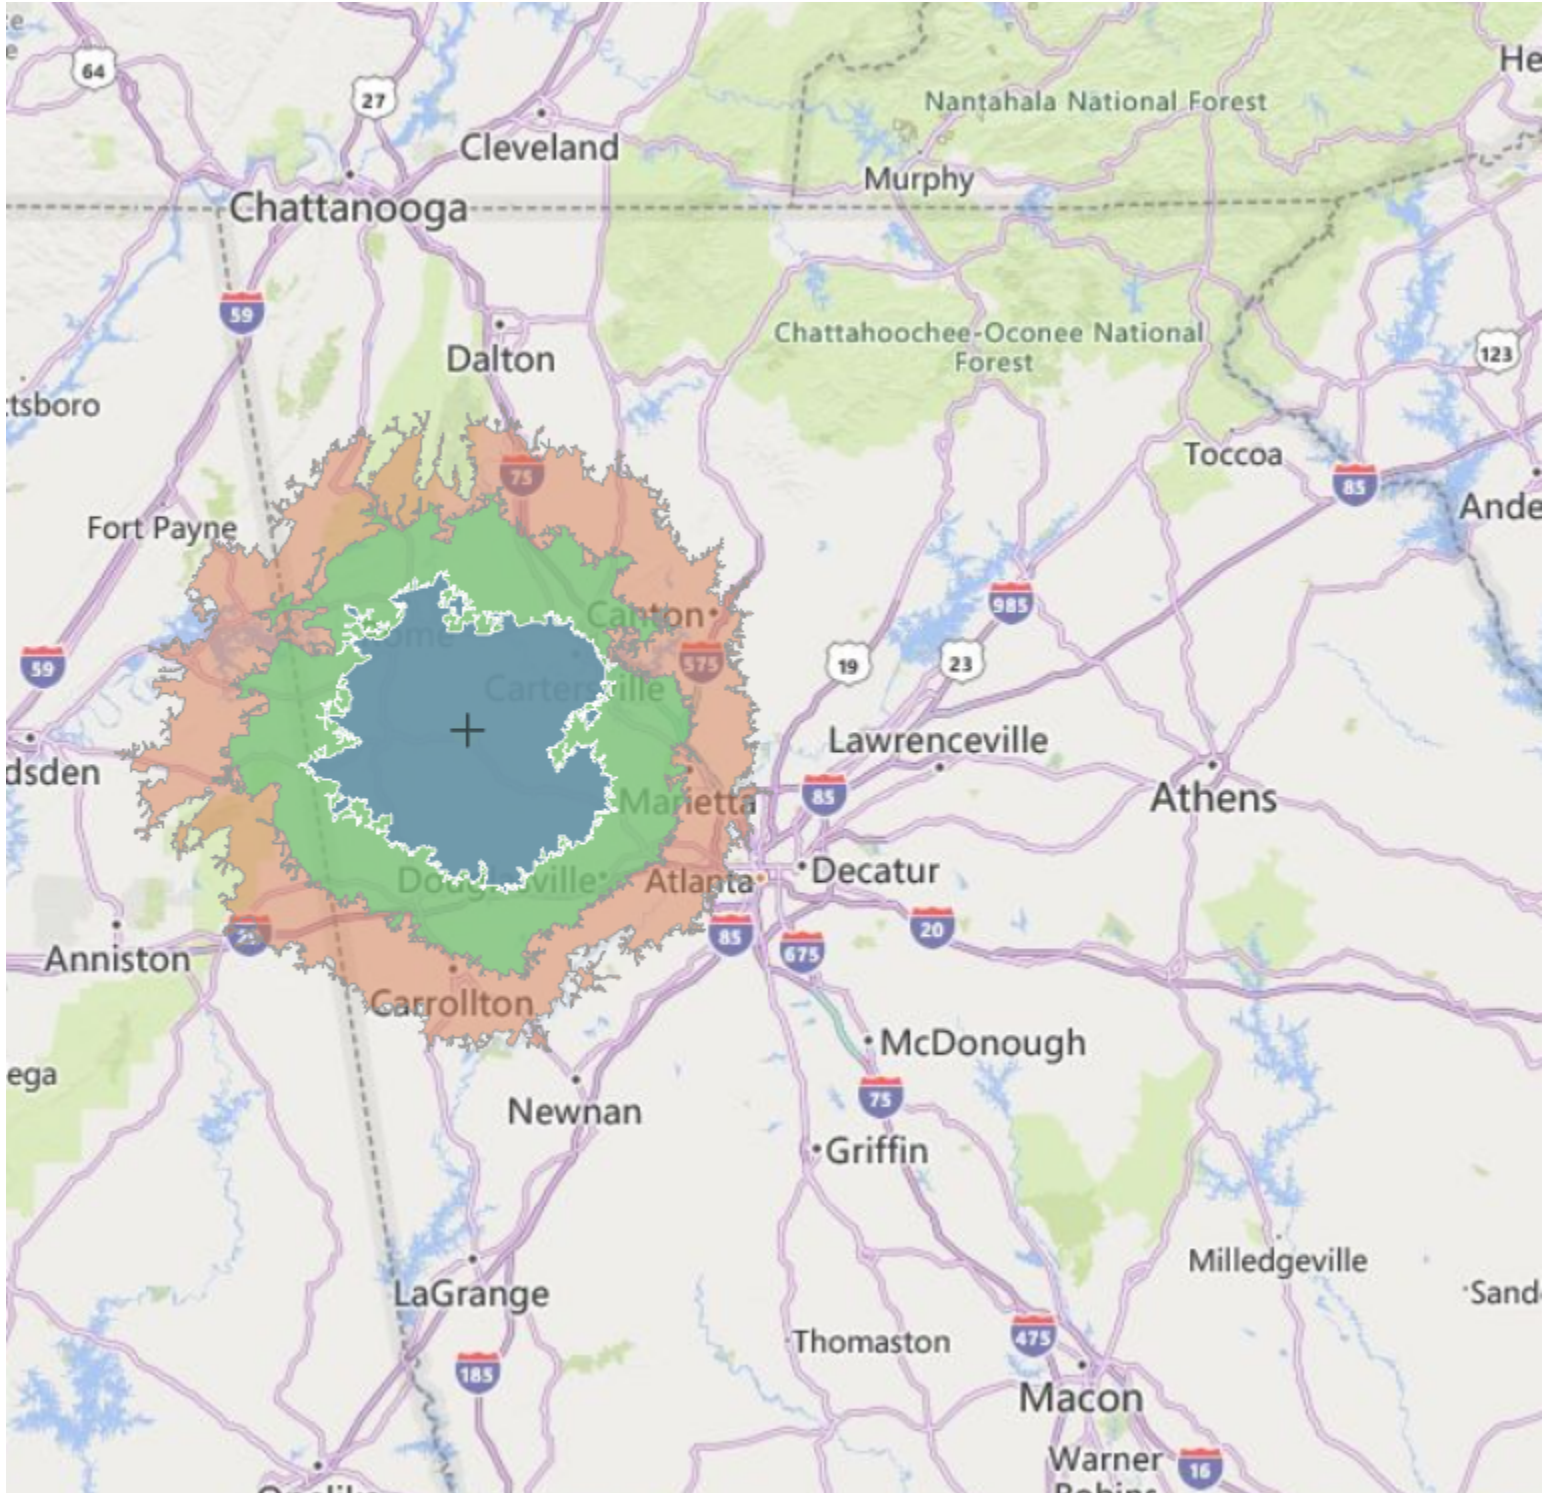 64
27
Cleveland
Nantahala National Forest
Murphy
He
Chattanooga
59
Dalton
Chattahoochee-Oconee National
Forest
123
tsboro
Toccoa
75
85
Ande
Fort Payne
Canton
985
ome
59
575
19
23
Cartersville
Lawrenceville
dsden
Marietta
85
Athens
Douglasville
Atlanta
Decatur
20
85
20
675
Anniston
Carrollton
McDonough
ega
75
Newnan
Griffin
Milledgeville
LaGrange
Sand
475
Thomaston
185
Macon
Warner
Robins
16